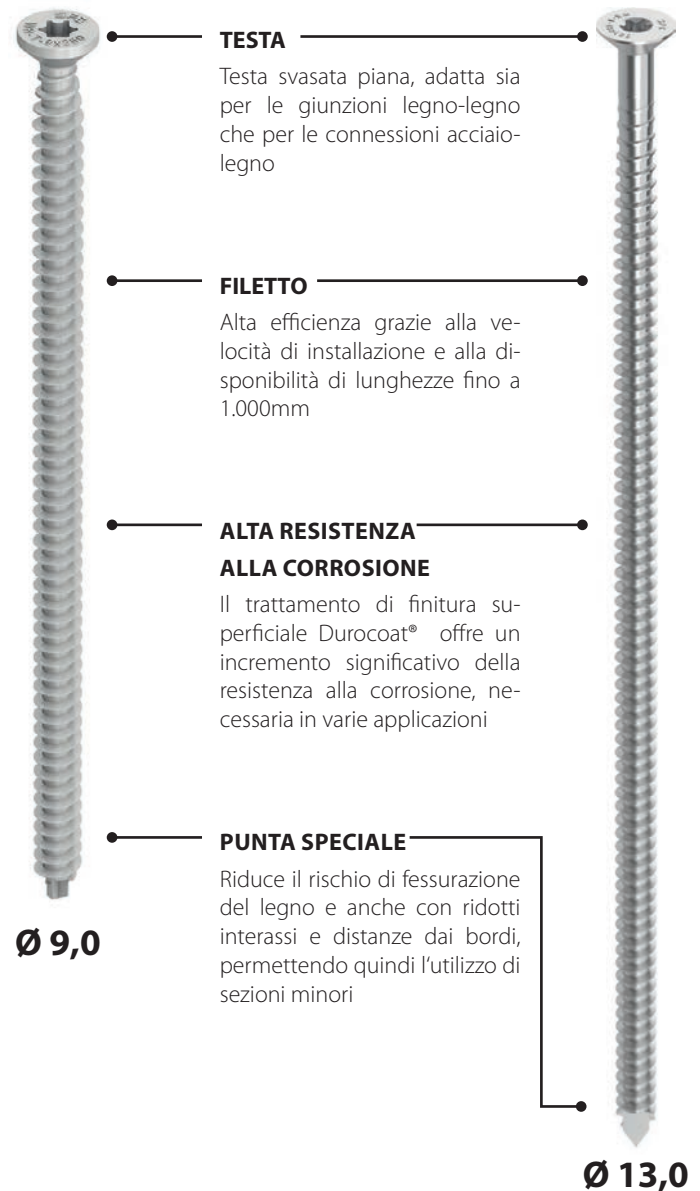 TESTA
Testa svasata piana, adatta sia
per le giunzioni legno-legno
che per le connessioni acciaio-
legno
FILETTO
Alta efficienza grazie alla ve-
locità di installazione e alla di-
sponibilità di lunghezze fino a
1.000mm
ALTA RESISTENZA
ALLA CORROSIONE
Il trattamento di finitura su-
perficiale Durocoat® offre un
incremento significativo della
resistenza alla corrosione, ne-
cessaria in varie applicazioni
PUNTA SPECIALE
Riduce il rischio di fessurazione
del legno e anche con ridotti
interassi e distanze dai bordi,
permettendo quindi l'utilizzo di
sezioni minori
Ø 9,0
Ø 13,0